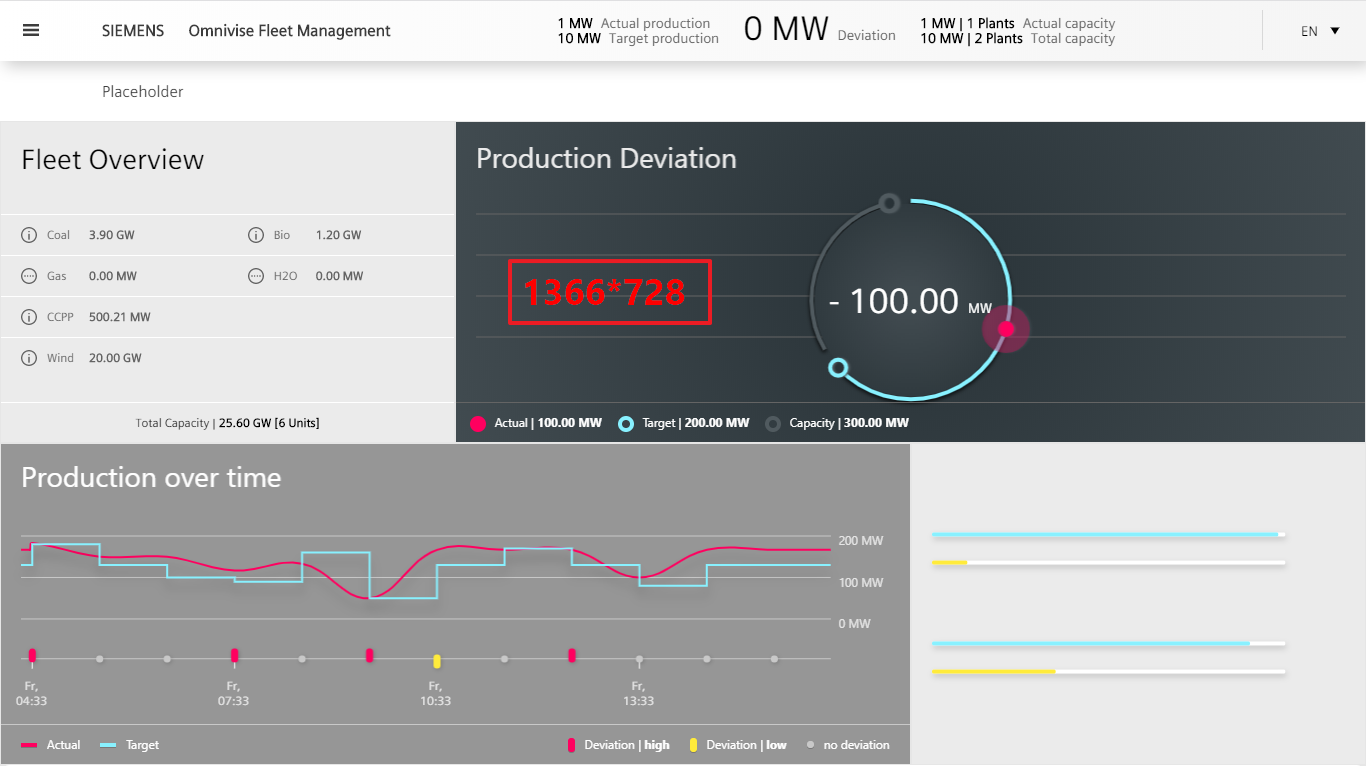 SIEMENS Omnivise Fleet Management
1 MW Actual production
10 MW Target production
0 MW Deviation
1 MW | 1 Plants Actual capacity
10 MW | 2 Plants Total capacity
EN
Placeholder
Fleet Overview
Coal 3.90 GW
Bio 1.20 GW
Gas 0.00 MW
H2O 0.00 MW
CCPP 500.21 MW
Wind 20.00 GW
Total Capacity | 25.60 GW [6 Units]
Production Deviation
1366*728
- 100.00 MW
Actual | 100.00 MW
Target | 200.00 MW
Capacity | 300.00 MW
Production over time
200 MW
100 MW
0 MW
Fr,
04:33
Fr,
07:33
Fr,
10:33
Fr,
13:33
Actual
Target
Deviation | high
Deviation | low
no deviation